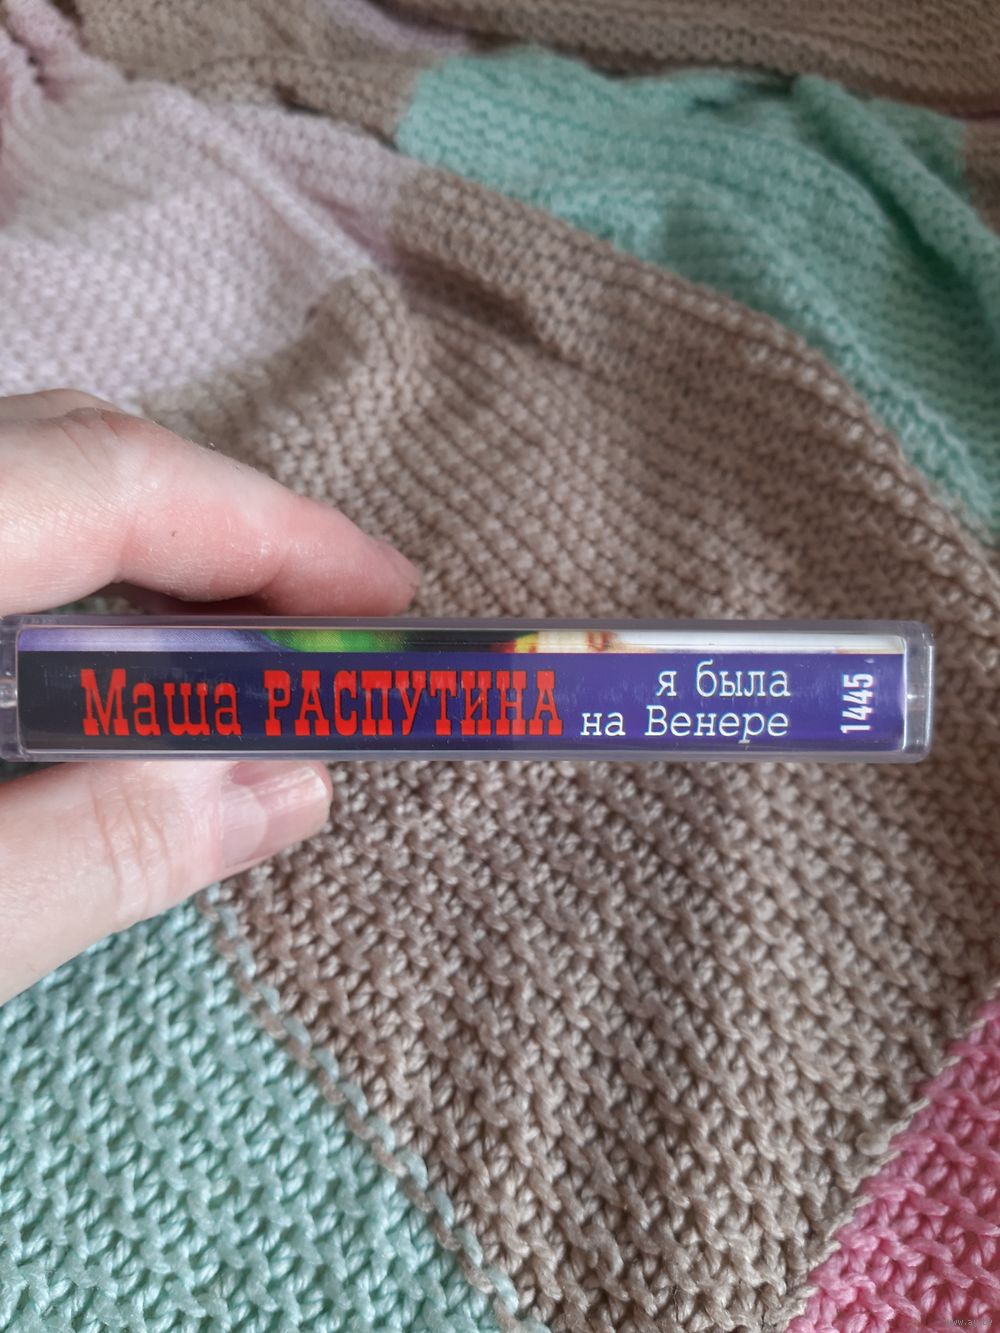 Маша РАСПУТИНА
я была
на Венере
1445